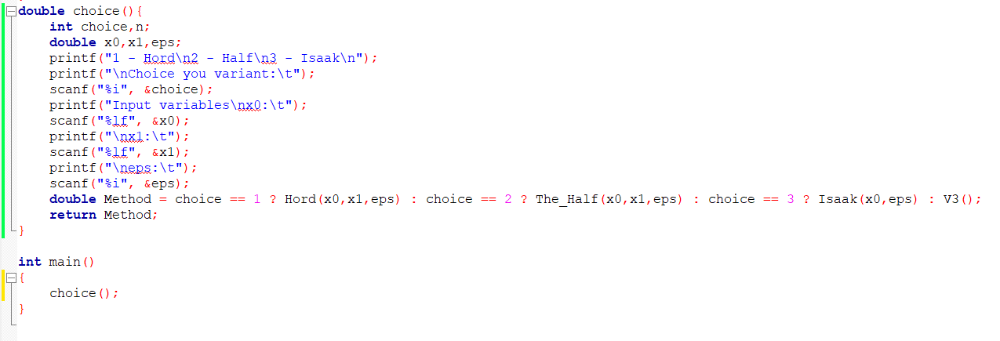 double choice(){
    int choice,n;
    double x0,x1,eps;
    printf("1 - Hord\n2 - Half\n3 - Isaak\n");
    printf("\nChoice you variant:\t");
    scanf("%i", &choice);
    printf("Input variables\nx0:\t");
    scanf("%lf", &x0);
    printf("\nx1:\t");
    scanf("%lf", &x1);
    printf("\neps:\t");
    scanf("%i", &eps);
    double Method = choice == 1 ? Hord(x0,x1,eps) : choice == 2 ? The_Half(x0,x1,eps) : choice == 3 ? Isaak(x0,eps) : V3();
    return Method;
}

int main()
{
    choice();
}